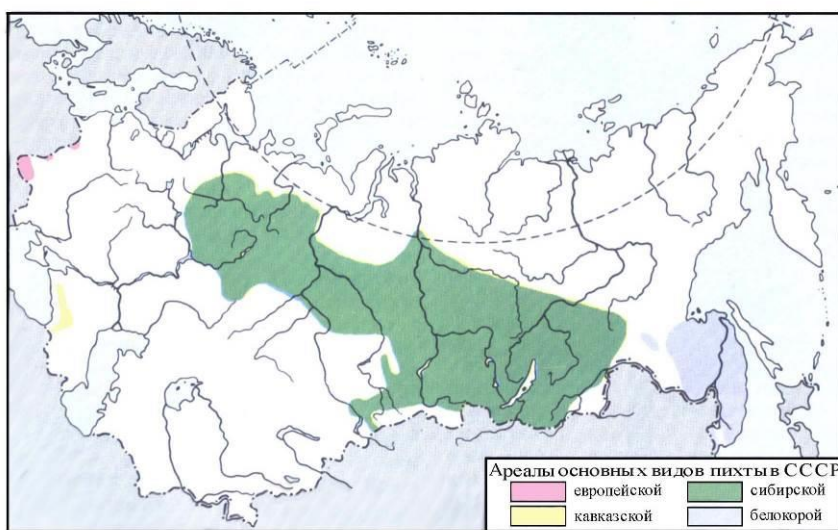 Ареалы основных видов пихты в СССР
европейской
сибирской
кавказской
белокорой